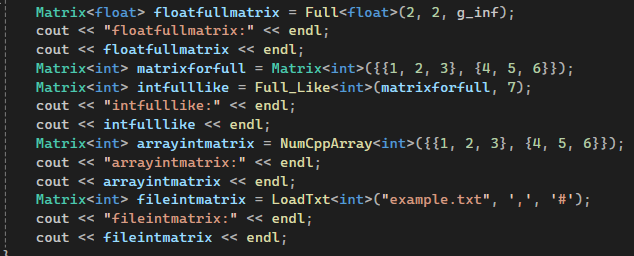 Matrix<float> floatfullmatrix = Full<float>(2, 2, g_inf);
cout << "floatfullmatrix:" << endl;
cout << floatfullmatrix << endl;
Matrix<int> matrixforfull = Matrix<int>({{1, 2, 3}, {4, 5, 6}});
Matrix<int> intfulllike = Full_Like<int>(matrixforfull, 7);
cout << "intfulllike:" << endl;
cout << intfulllike << endl;
Matrix<int> arrayintmatrix = NumCppArray<int>({{1, 2, 3}, {4, 5, 6}});
cout << "arrayintmatrix:" << endl;
cout << arrayintmatrix << endl;
Matrix<int> fileintmatrix = LoadTxt<int>("example.txt", ',', '#');
cout << "fileintmatrix:" << endl;
cout << fileintmatrix << endl;